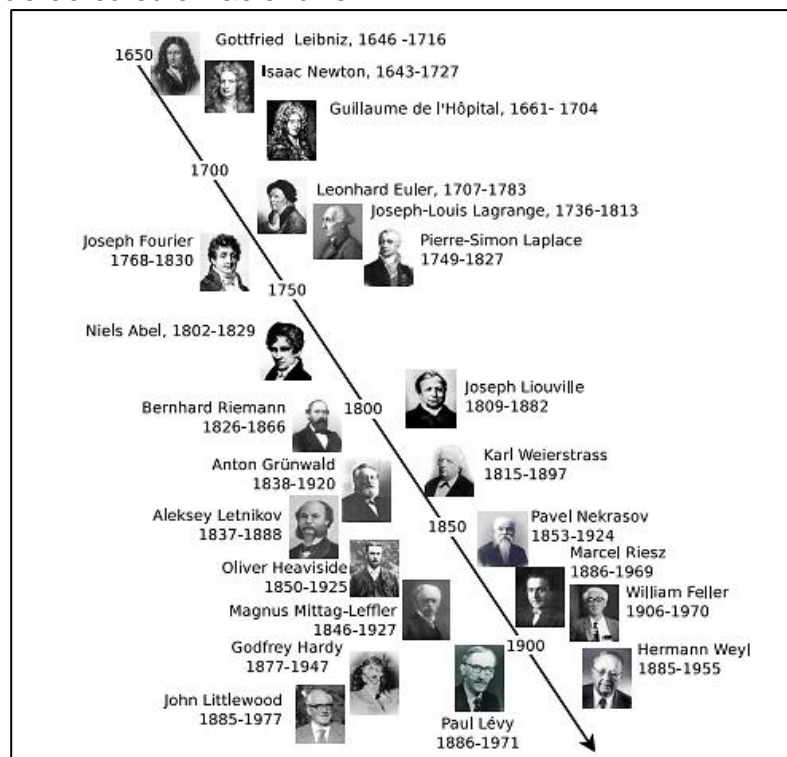 1650
Gottfried Leibniz, 1646 -1716
Isaac Newton, 1643-1727
Guillaume de l'Hôpital, 1661- 1704
1700
Leonhard Euler, 1707-1783
Joseph-Louis Lagrange, 1736-1813
Joseph Fourier
1768-1830
Pierre-Simon Laplace
1749-1827
1750
Niels Abel, 1802-1829
Joseph Liouville
1809-1882
Bernhard Riemann
1826-1866
1800
Karl Weierstrass
1815-1897
Anton Grünwald
1838-1920
Aleksey Letnikov
1837-1888
1850
Pavel Nekrasov
1853-1924
Marcel Riesz
1886-1969
Oliver Heaviside
1850-1925
William Feller
1906-1970
Magnus Mittag-Leffler
1846-1927
1900
Godfrey Hardy
1877-1947
Hermann Weyl
1885-1955
John Littlewood
1885-1977
Paul Lévy
1886-1971